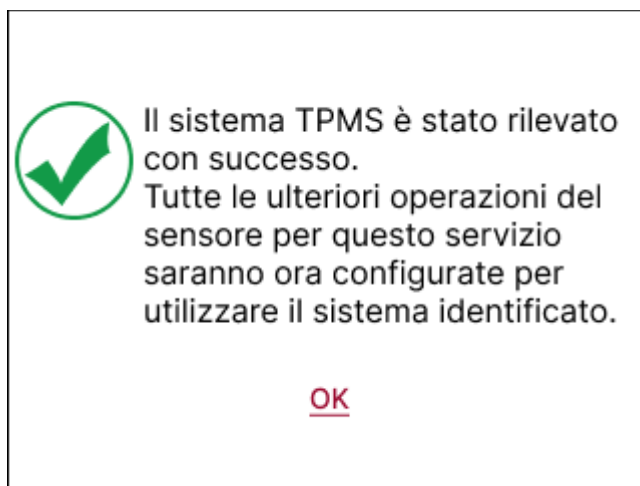 Il sistema TPMS è stato rilevato
con successo.
Tutte le ulteriori operazioni del
sensore per questo servizio
saranno ora configurate per
utilizzare il sistema identificato.
OK